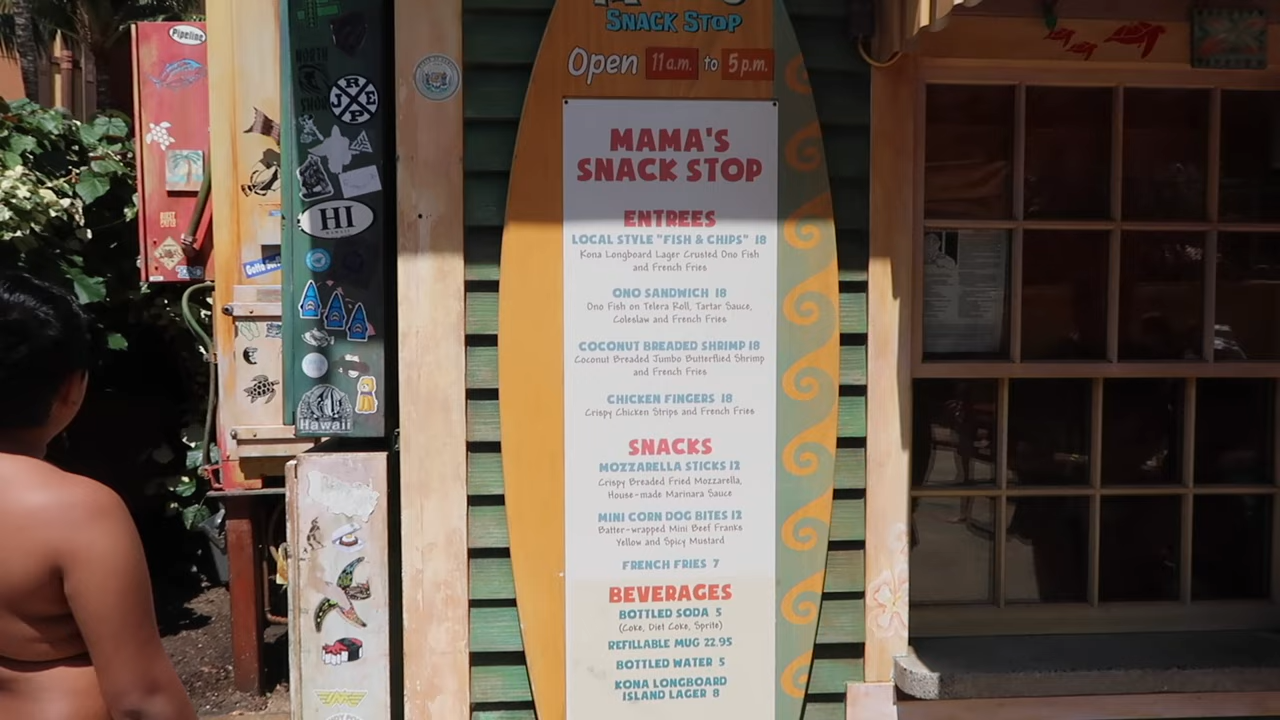 Pipeline
JREP
HI
HAWAII
Hawaii
SNACK STOP
Open 11 a.m. to 5 p.m.
MAMA'S
SNACK STOP
ENTREES
LOCAL STYLE "FISH & CHIPS" 18
Kona Longboard Lager Crusted Ono Fish
and French Fries
ONO SANDWICH 18
Ono Fish on Telera Roll, Tartar Sauce,
Coleslaw and French Fries
COCONUT BREADED SHRIMP 18
Coconut Breaded Jumbo Butterflied Shrimp
and French Fries
CHICKEN FINGERS 18
Crispy Chicken Strips and French Fries
SNACKS
MOZZARELLA STICKS 12
Crispy Breaded Fried Mozzarella,
House-made Marinara Sauce
MINI CORN DOG BITES 12
Batter-wrapped Mini Beef Franks
Yellow and Spicy Mustard
FRENCH FRIES 7
BEVERAGES
BOTTLED SODA 5
(Coke, Diet Coke, Sprite)
REFILLABLE MUG 22.95
BOTTLED WATER 5
KONA LONGBOARD
ISLAND LAGER 8